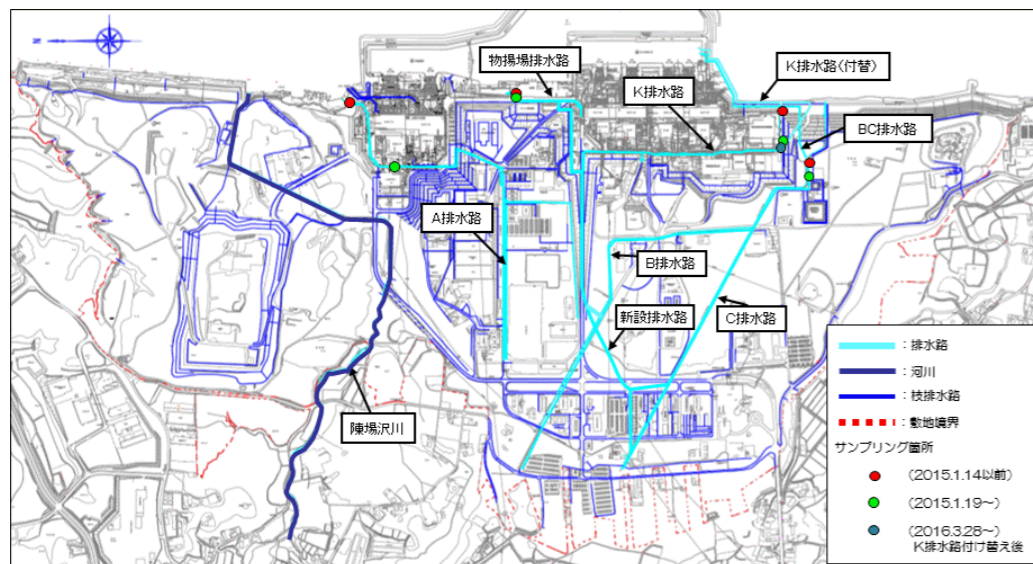 N
物揚場排水路
K排水路(付替)
K排水路
BC排水路
A排水路
B排水路
新設排水路
C排水路
陳場沢川
：排水路
：河川
：枝排水路
：敷地境界
サンプリング箇所
(2015.1.14以前)
(2015.1.19～)
(2016.3.28～)
K排水路付け替え後